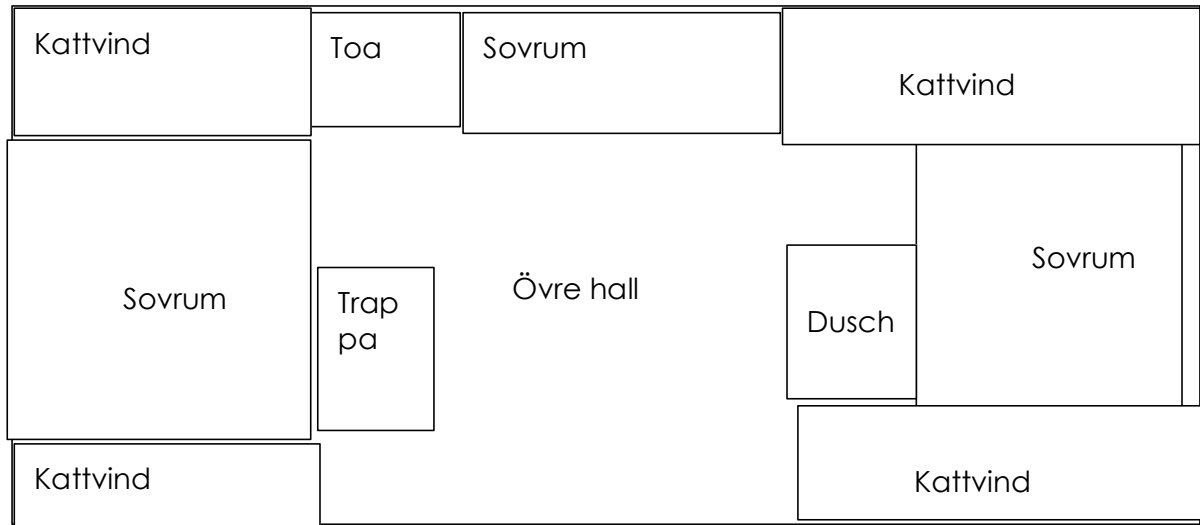 Kattvind
Toa
Sovrum
Kattvind
Sovrum
Trap
pa
Övre hall
Dusch
Sovrum
Kattvind
Kattvind